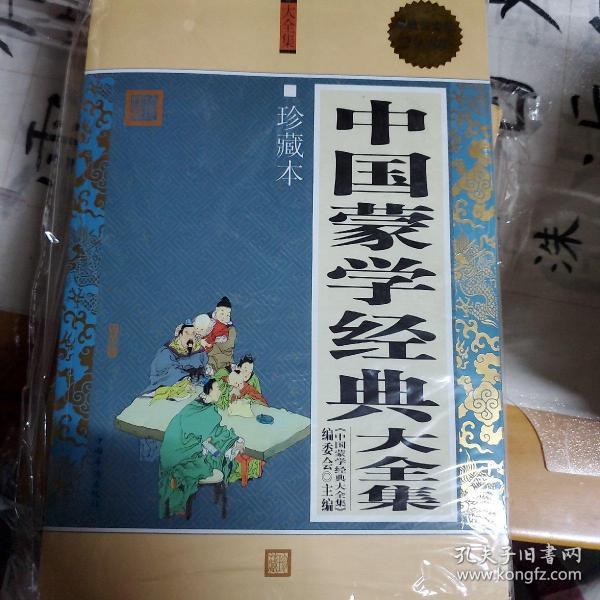 大全集
珍藏本
中国蒙学经典大全集
《中国蒙学经典大全集》
编委会◎主编
洙
孔夫子旧书网
www.kongfz.com